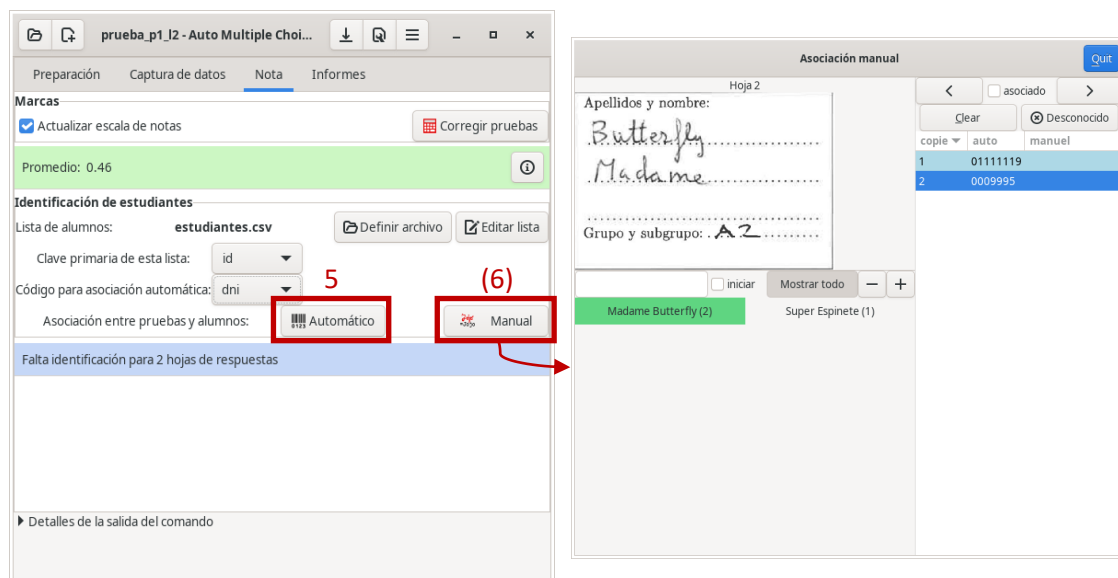 prueba_p1_l2 - Auto Multiple Choi...
Preparación Captura de datos Nota Informes
Marcas
Actualizar escala de notas
Corregir pruebas
Promedio: 0.46
Identificación de estudiantes
Lista de alumnos: estudiantes.csv
Definir archivo
Editar lista
Clave primaria de esta lista: id
Código para asociación automática: dni
5
(6)
Asociación entre pruebas y alumnos:
Automático
Manual
Falta identificación para 2 hojas de respuestas
Detalles de la salida del comando
Asociación manual
Quit
Hoja 2
Apellidos y nombre:
Butterfly
Madame
Grupo y subgrupo: A2
asociado
Clear
Desconocido
copie auto manuel
1 01111119
2 0009995
iniciar
Mostrar todo
Madame Butterfly (2)
Super Espinete (1)